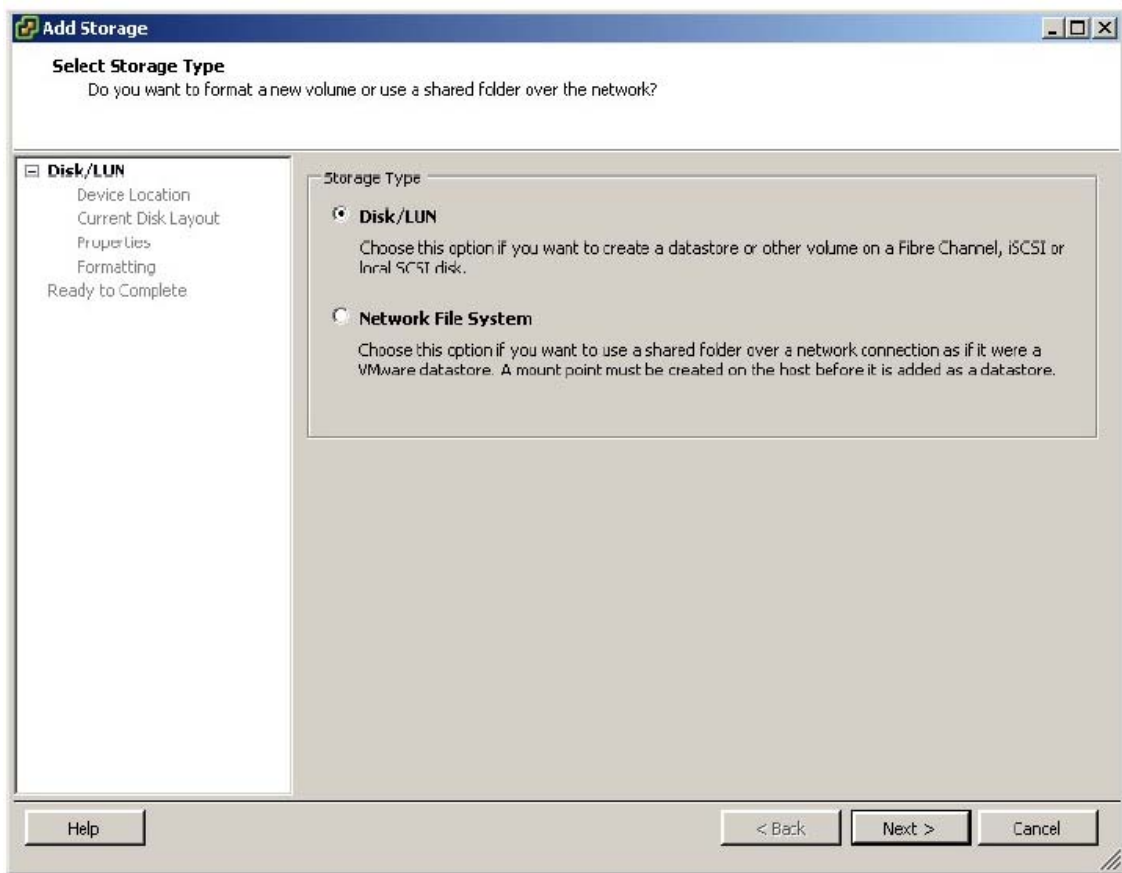 Add Storage
Select Storage Type
Do you want to format a new volume or use a shared folder over the network?
Disk/LUN
Device Location
Current Disk Layout
Properties
Formatting
Ready to Complete
Storage Type
Disk/LUN
Choose this option if you want to create a datastore or other volume on a Fibre Channel, iSCSI or
local SCSI disk.
Network File System
Choose this option if you want to use a shared folder over a network connection as if it were a
VMware datastore. A mount point must be created on the host before it is added as a datastore.
Help
< Back
Next >
Cancel